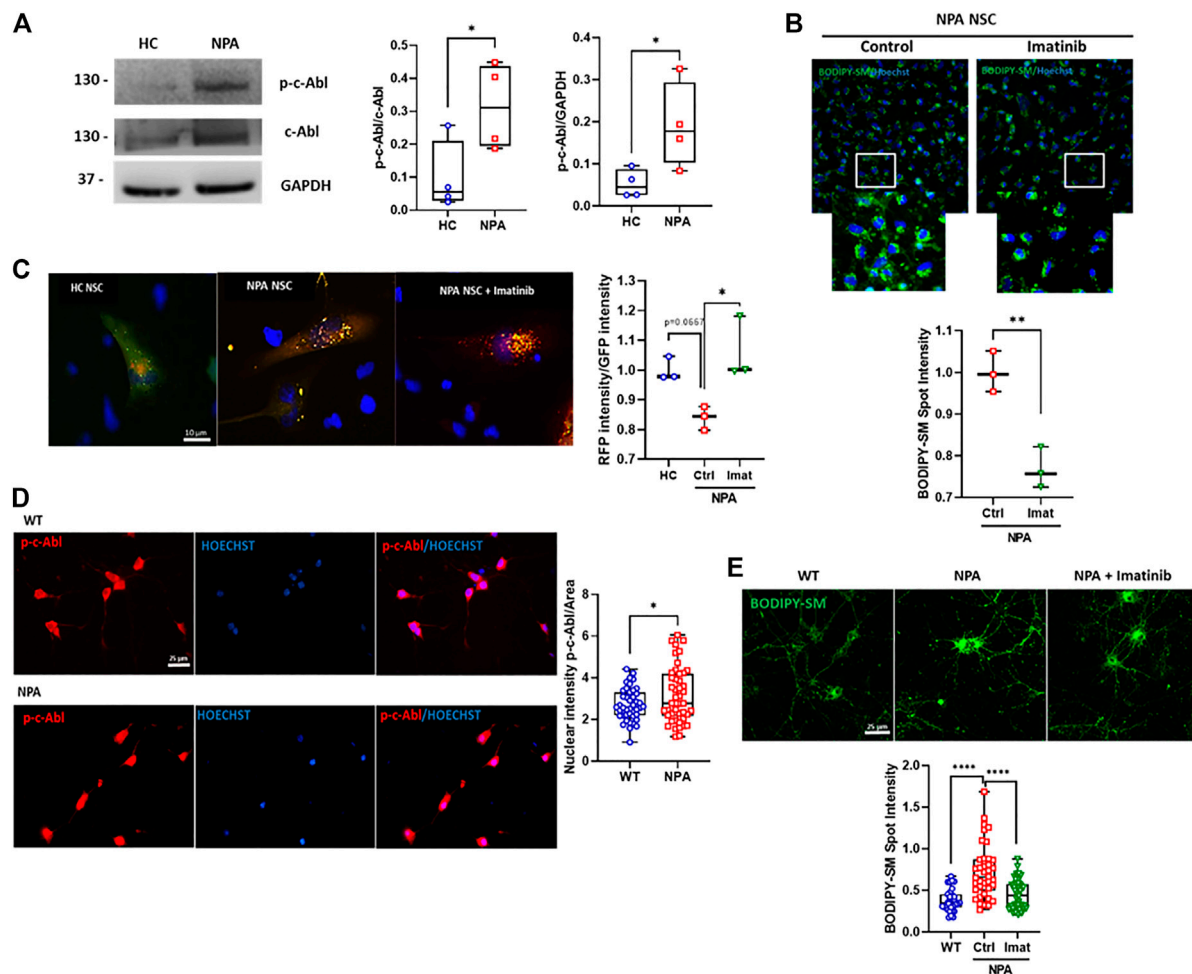 A
HC NPA
130 -
p-c-Abl
130 -
c-Abl
37 -
GAPDH
p-c-Abl/c-Abl
0.5
0.4
0.3
0.2
0.1
0.0
*
HC NPA
p-c-Abl/GAPDH
0.4
0.3
0.2
0.1
0.0
*
HC NPA
B
NPA NSC
Control Imatinib
BODIPY-SM/Hoechst
BODIPY-SM/Hoechst
BODIPY-SM Spot Intensity
1.1
1.0
0.9
0.8
0.7
**
Ctrl Imat
NPA
C
HC NSC
NPA NSC
NPA NSC + Imatinib
10 µm
RFP intensity/GFP intensity
1.3
1.2
1.1
1.0
0.9
0.8
0.7
p=0.0667
*
HC Ctrl Imat
NPA
D
WT
p-c-Abl
HOECHST
p-c-Abl/HOECHST
25 µm
NPA
p-c-Abl
HOECHST
p-c-Abl/HOECHST
Nuclear intensity p-c-Abl/Area
8
6
4
2
0
*
WT NPA
E
WT NPA NPA + Imatinib
BODIPY-SM
25 µm
BODIPY-SM Spot Intensity
2.0
1.5
1.0
0.5
0.0
**** ****
WT Ctrl Imat
NPA